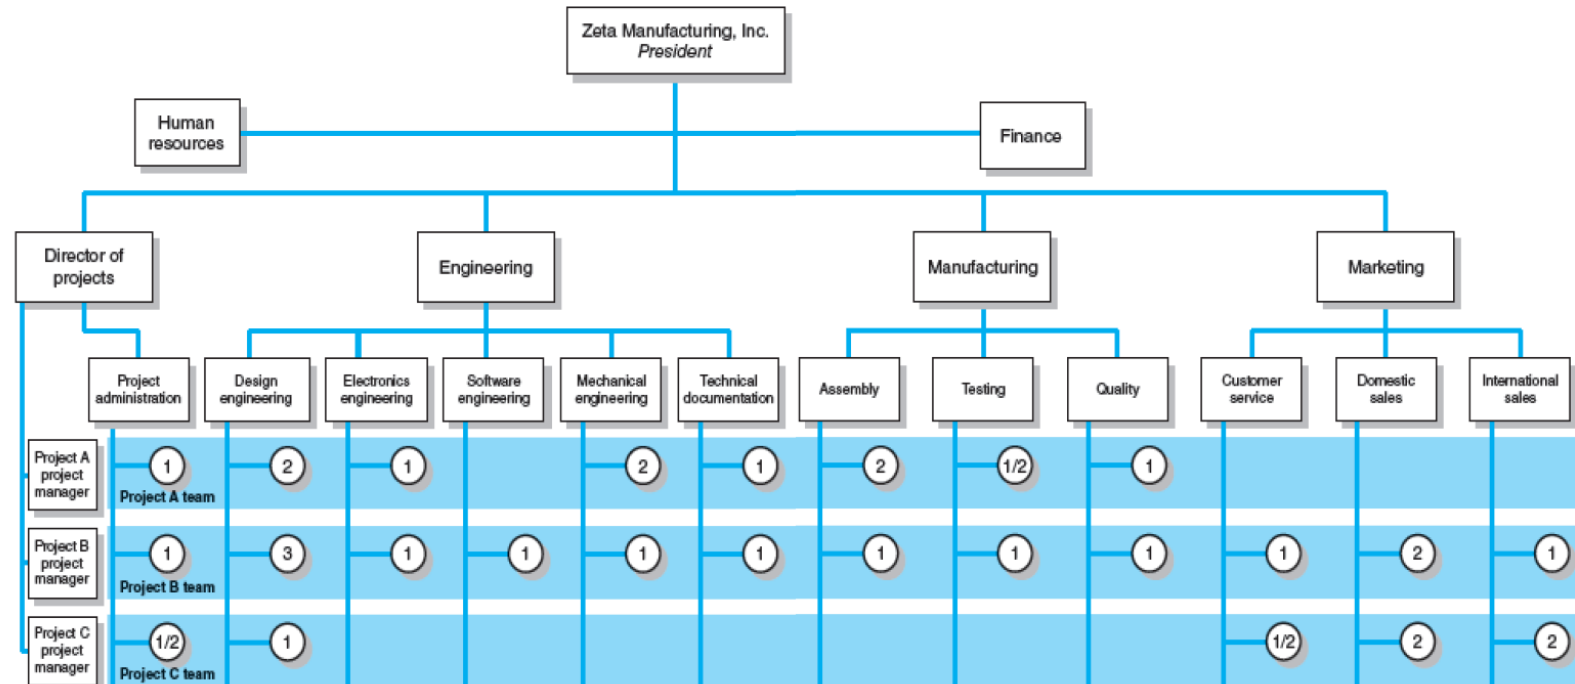 Zeta Manufacturing, Inc.
President
Human
resources
Finance
Director of
projects
Engineering
Manufacturing
Marketing
Project
administration
Design
engineering
Electronics
engineering
Software
engineering
Mechanical
engineering
Technical
documentation
Assembly
Testing
Quality
Customer
service
Domestic
sales
International
sales
Project A
project
manager
1
2
1
2
1
2
1/2
1
Project A team
Project B
project
manager
1
3
1
1
1
1
1
1
1
1
2
1
Project B team
Project C
project
manager
1/2
1
1/2
2
2
Project C team